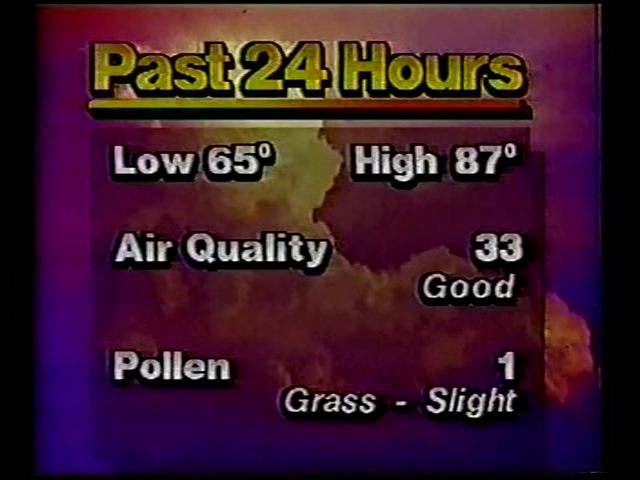 Past 24 Hours
Low 65° High 87°
Air Quality 33
Good
Pollen 1
Grass - Slight